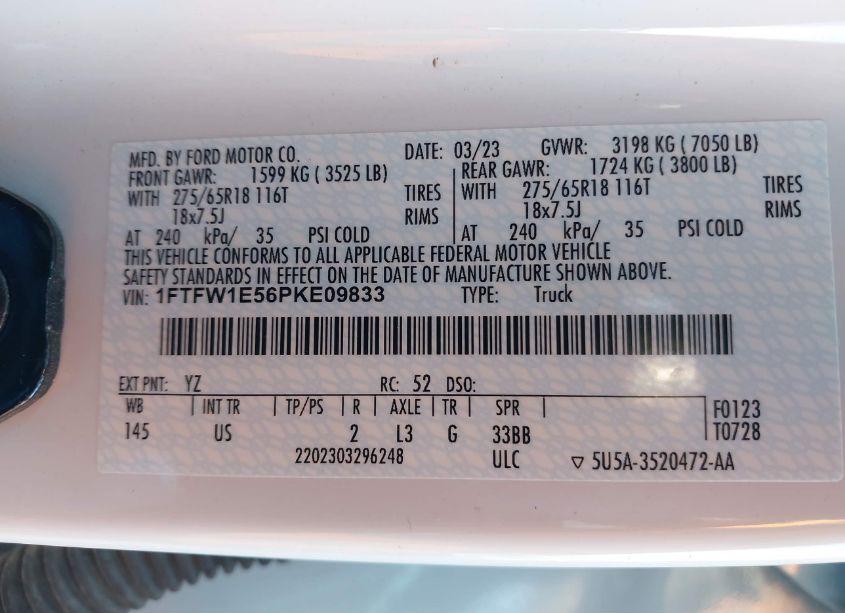 MFD. BY FORD MOTOR CO. DATE: 03/23 GVWR: 3198 KG ( 7050 LB)
FRONT GAWR: 1599 KG ( 3525 LB) REAR GAWR: 1724 KG ( 3800 LB)
WITH 275/65R18 116T TIRES WITH 275/65R18 116T TIRES
18x7.5J RIMS 18x7.5J RIMS
AT 240 kPa/ 35 PSI COLD AT 240 kPa/ 35 PSI COLD
THIS VEHICLE CONFORMS TO ALL APPLICABLE FEDERAL MOTOR VEHICLE
SAFETY STANDARDS IN EFFECT ON THE DATE OF MANUFACTURE SHOWN ABOVE.
VIN: 1FTFW1E56PKE09833 TYPE: Truck
EXT PNT: YZ RC: 52 DSO:
WB | INT TR | TP/PS | R | AXLE | TR | SPR | F0123
145 US 2 L3 G 33BB T0728
2202303296248 ULC ▽ 5U5A-3520472-AA